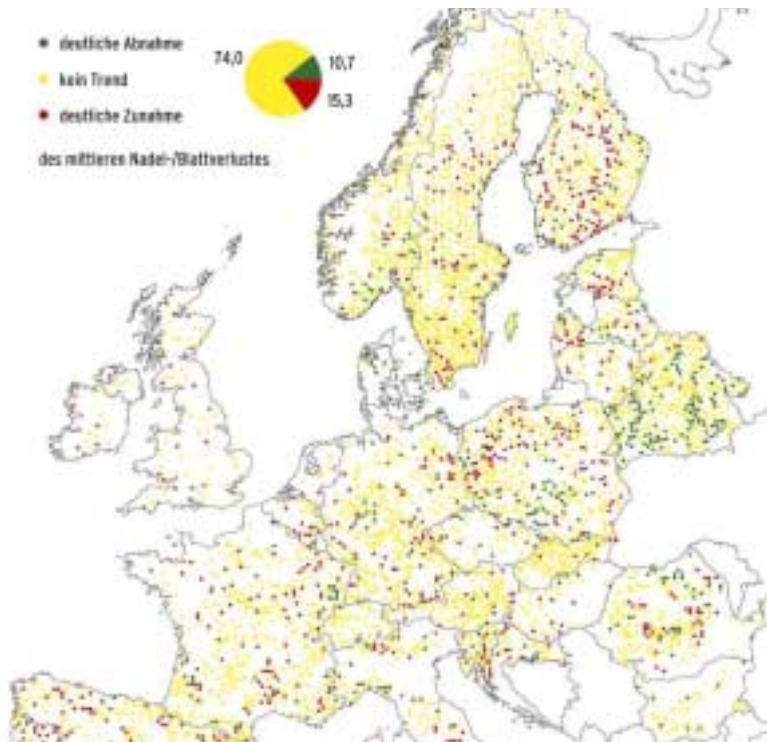 deutliche Abnahme
kein Trend
deutliche Zunahme
des mittleren Nadel-/Blattverlustes
74,0
10,7
15,3